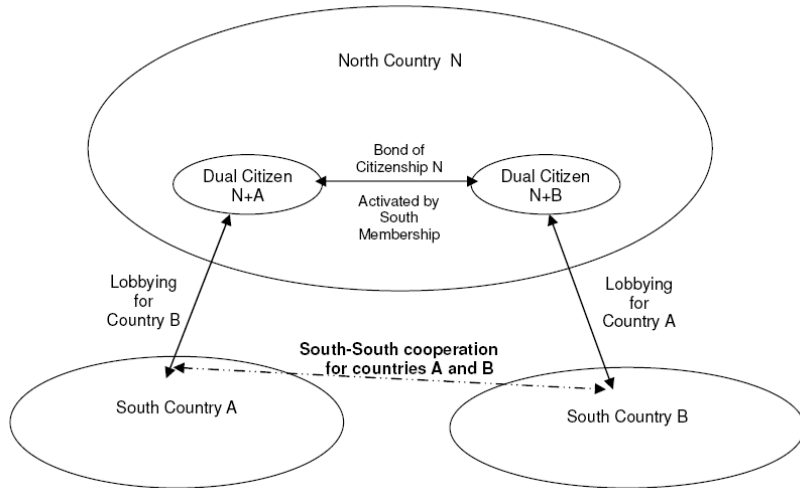 North Country N
Bond of
Citizenship N
Dual Citizen
N+A
Dual Citizen
N+B
Activated by
South
Membership
Lobbying
for
Country B
Lobbying
for
Country A
South-South cooperation
for countries A and B
South Country A
South Country B